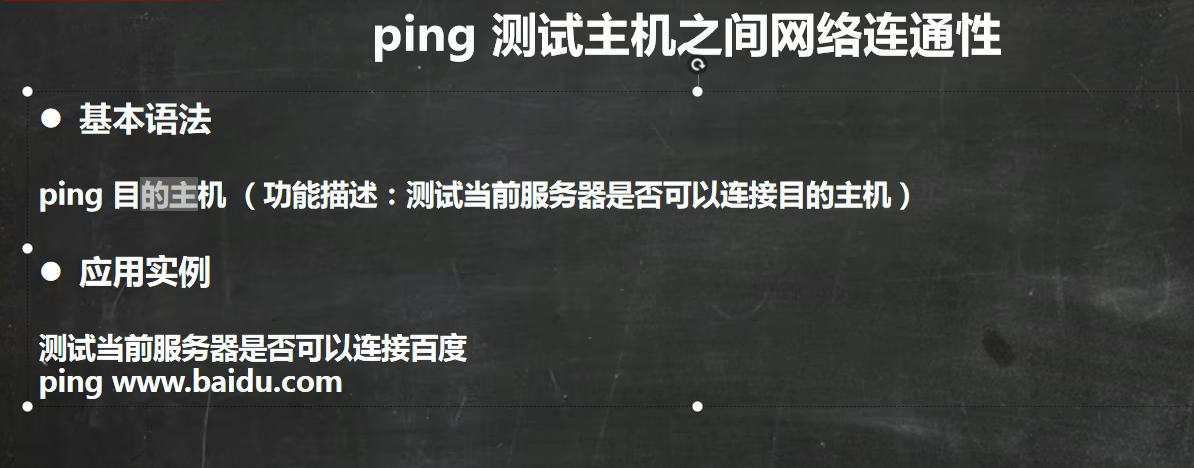 ping 测试主机之间网络连通性
● 基本语法
ping 目的主机 （功能描述：测试当前服务器是否可以连接目的主机）
● 应用实例
测试当前服务器是否可以连接百度
ping www.baidu.com